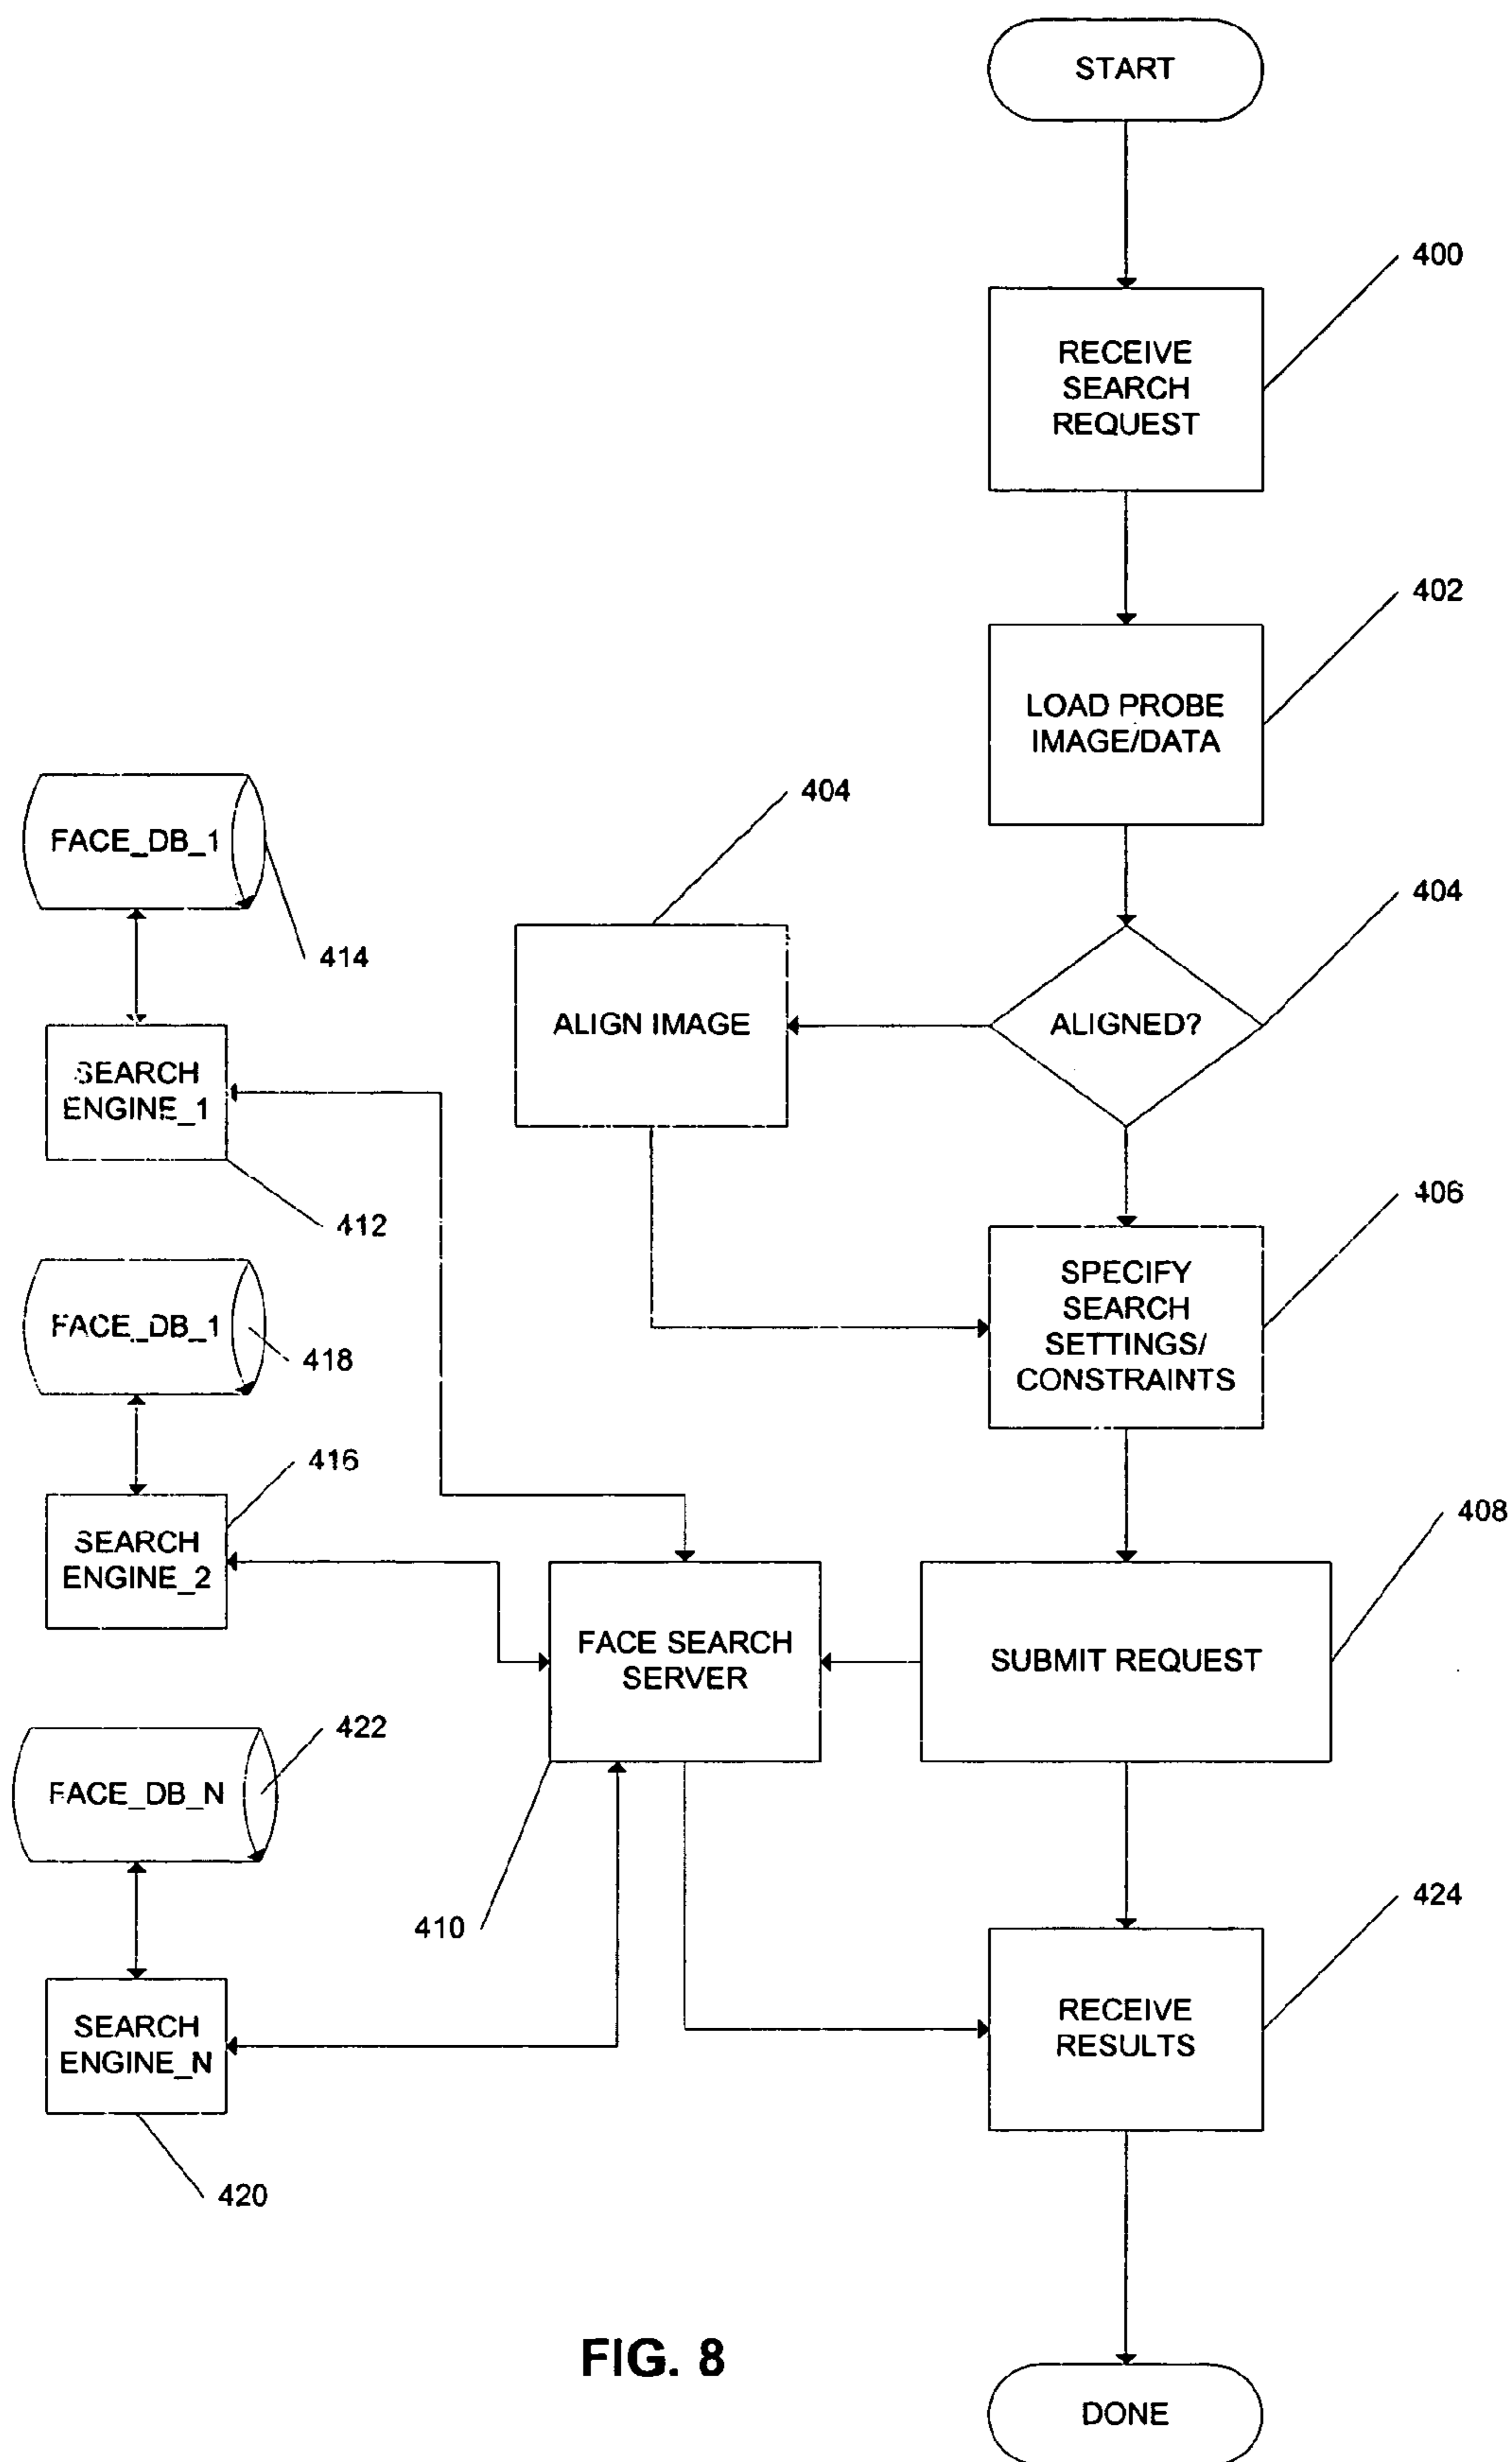 START
400
RECEIVE
SEARCH
REQUEST
402
LOAD PROBE
IMAGE/DATA
404
FACE_DB_1
414
404
ALIGN IMAGE
ALIGNED?
SEARCH
ENGINE_1
412
406
SPECIFY
SEARCH
SETTINGS/
CONSTRAINTS
FACE_DB_1
418
416
SEARCH
ENGINE_2
408
FACE SEARCH
SERVER
SUBMIT REQUEST
422
FACE_DB_N
410
424
RECEIVE
RESULTS
SEARCH
ENGINE_N
420
FIG. 8
DONE